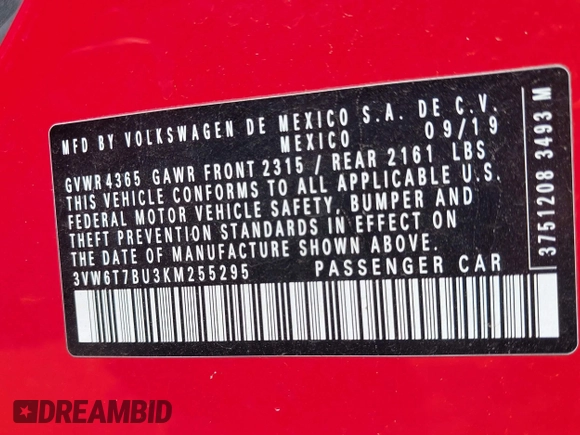 MFD BY VOLKSWAGEN DE MEXICO S.A. DE C.V.
MEXICO 09/19
GVWR 4365 GAWR FRONT 2315 / REAR 2161 LBS
THIS VEHICLE CONFORMS TO ALL APPLICABLE U.S.
FEDERAL MOTOR VEHICLE SAFETY, BUMPER AND
THEFT PREVENTION STANDARDS IN EFFECT ON
THE DATE OF MANUFACTURE SHOWN ABOVE.
3VW6T7BU3KM255295 PASSENGER CAR
3751208 3493 M
DREAMBID